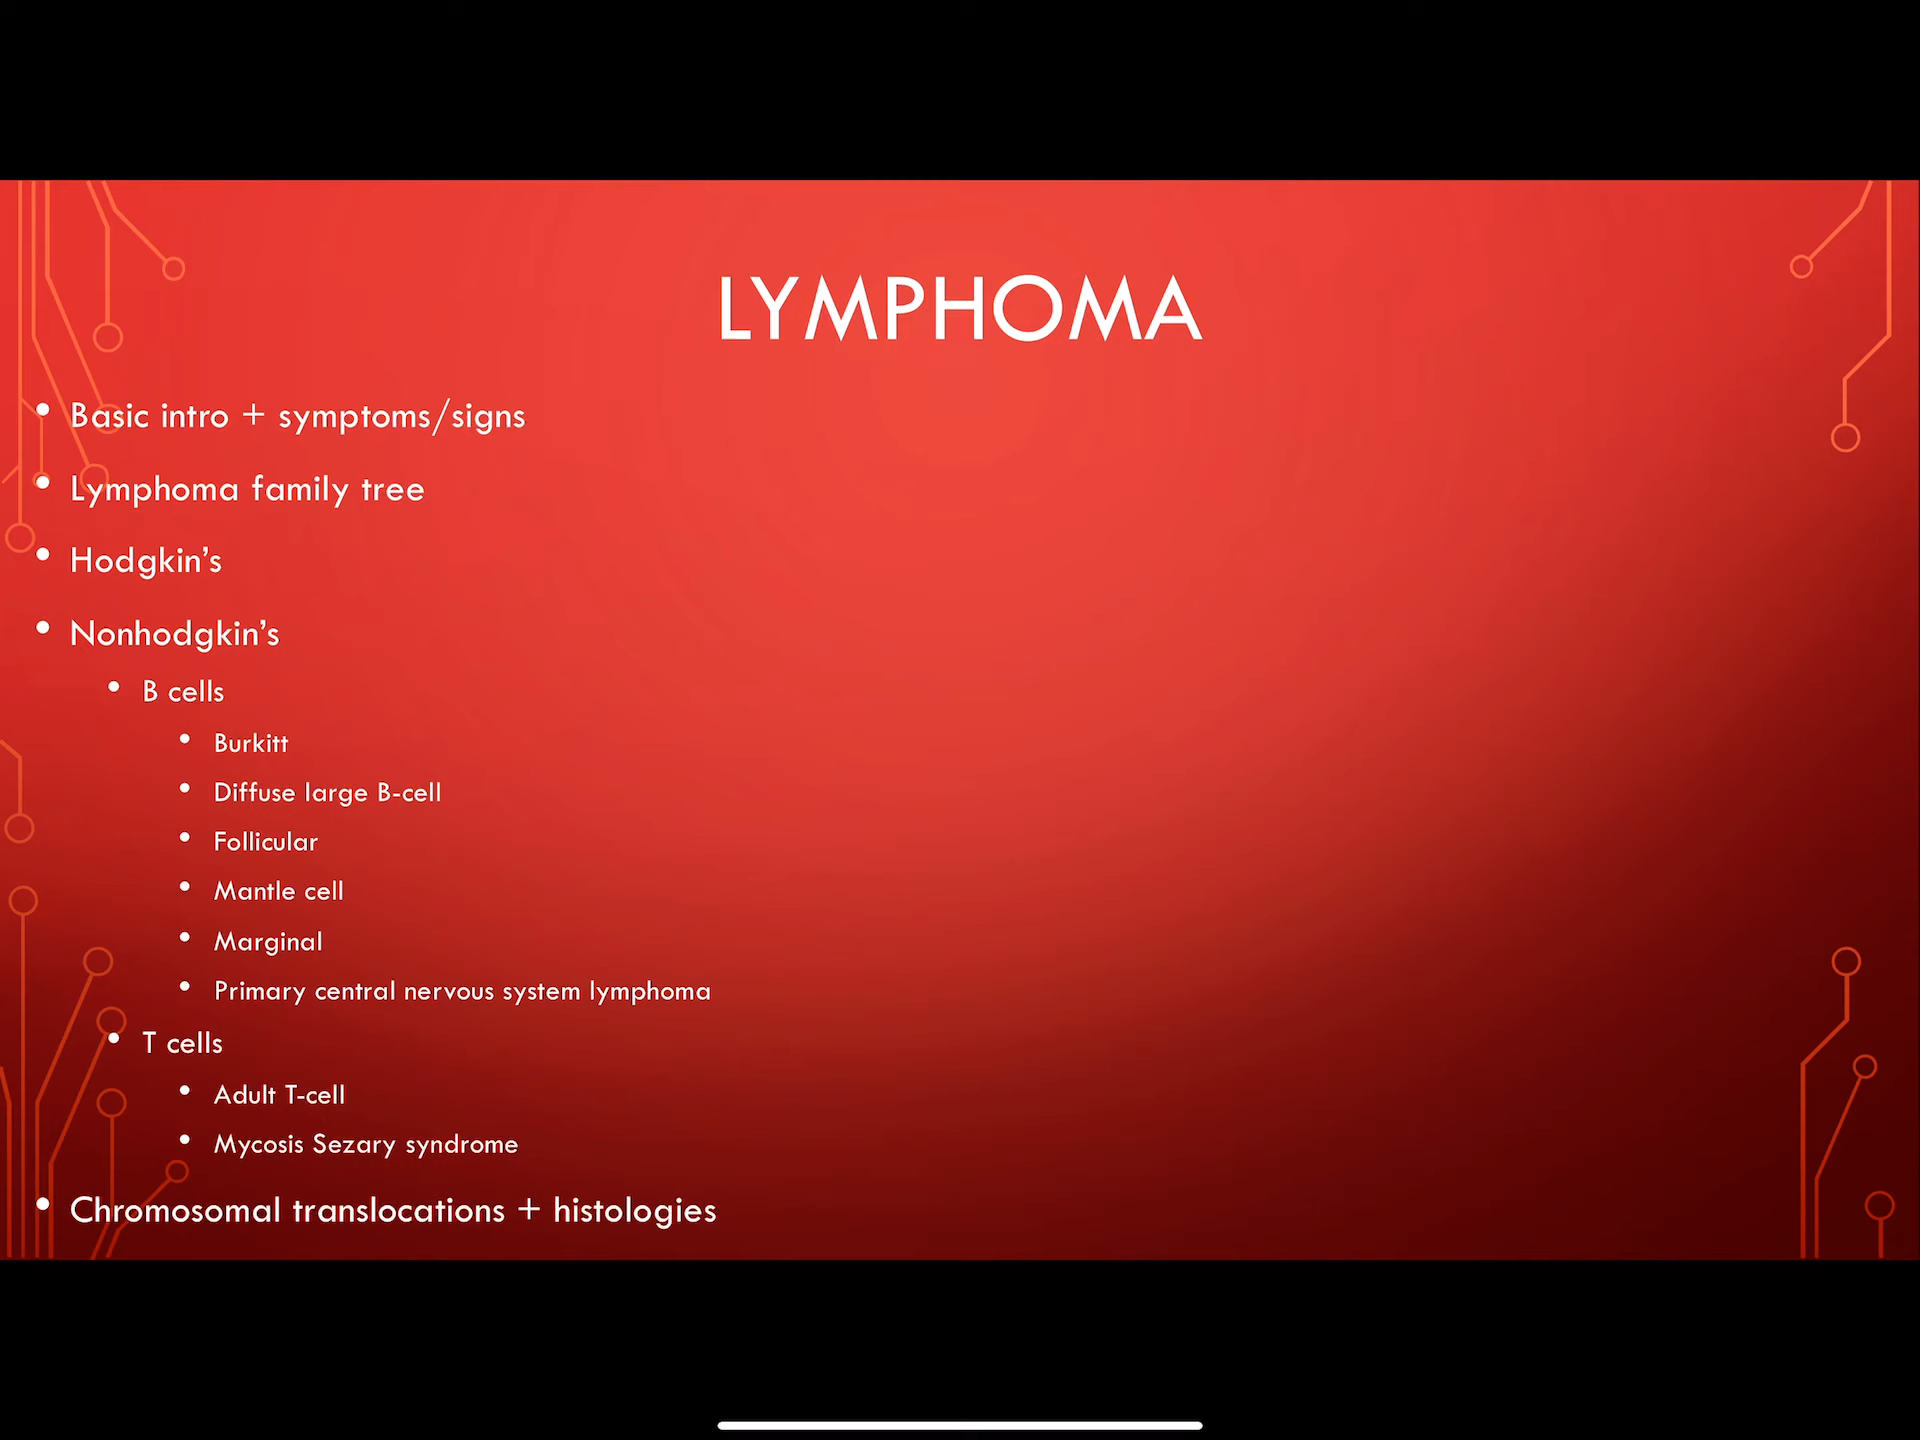 LYMPHOMA
• Basic intro + symptoms/signs
• Lymphoma family tree
• Hodgkin’s
• Nonhodgkin’s
• B cells
• Burkitt
• Diffuse large B-cell
• Follicular
• Mantle cell
• Marginal
• Primary central nervous system lymphoma
• T cells
• Adult T-cell
• Mycosis Sezary syndrome
• Chromosomal translocations + histologies